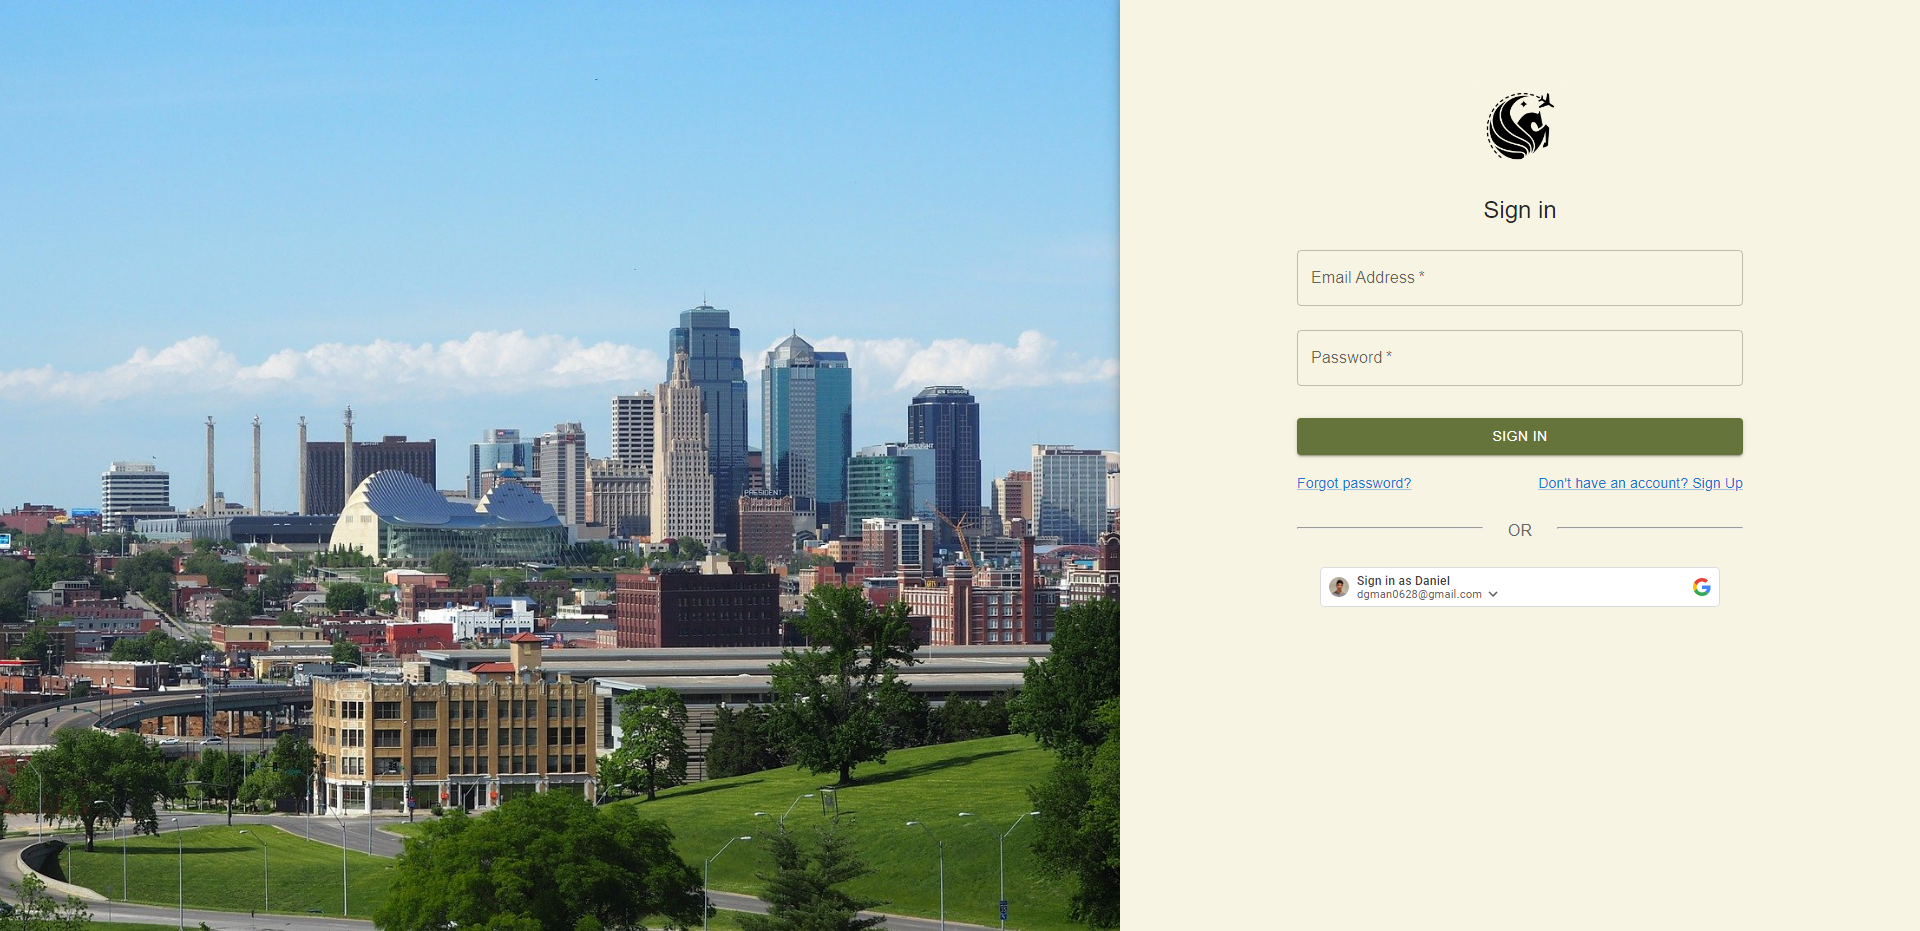 Sign in
Email Address *
Password *
SIGN IN
Forgot password?
Don't have an account? Sign Up
OR
Sign in as Daniel
dgman0628@gmail.com
PRESIDENT